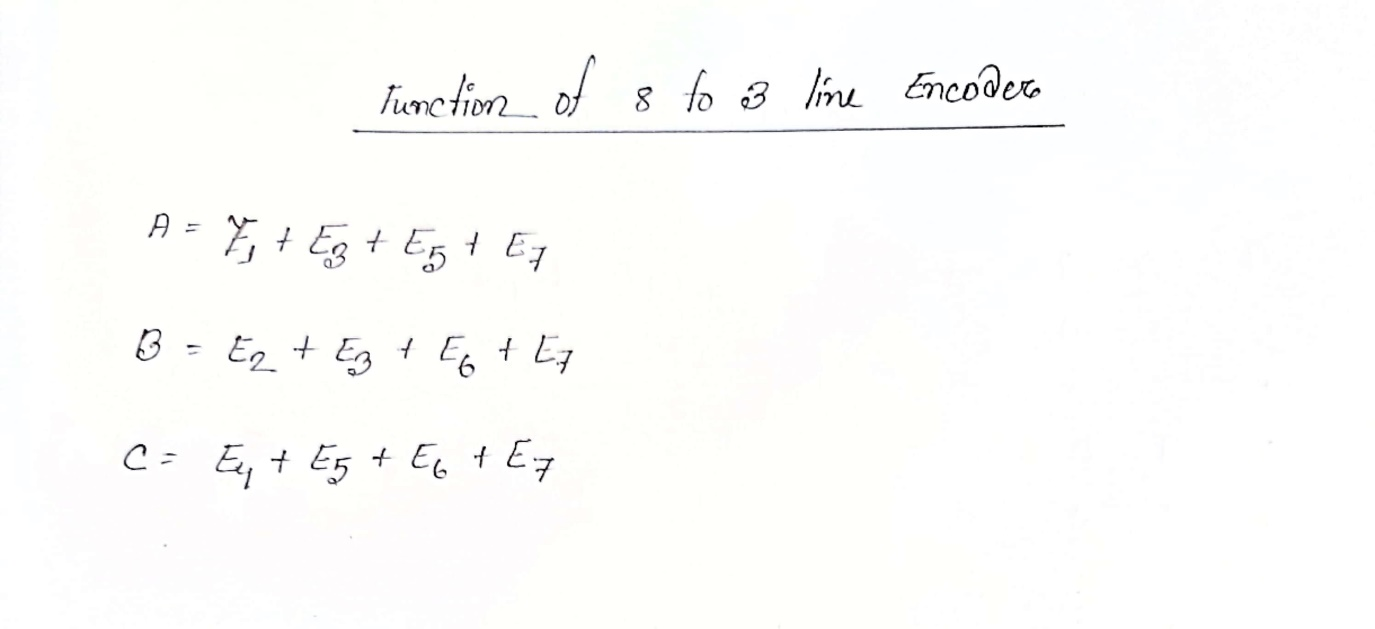 Function of 8 to 3 line Encoder
A = E1 + E3 + E5 + E7
B = E2 + E3 + E6 + E7
C = E4 + E5 + E6 + E7